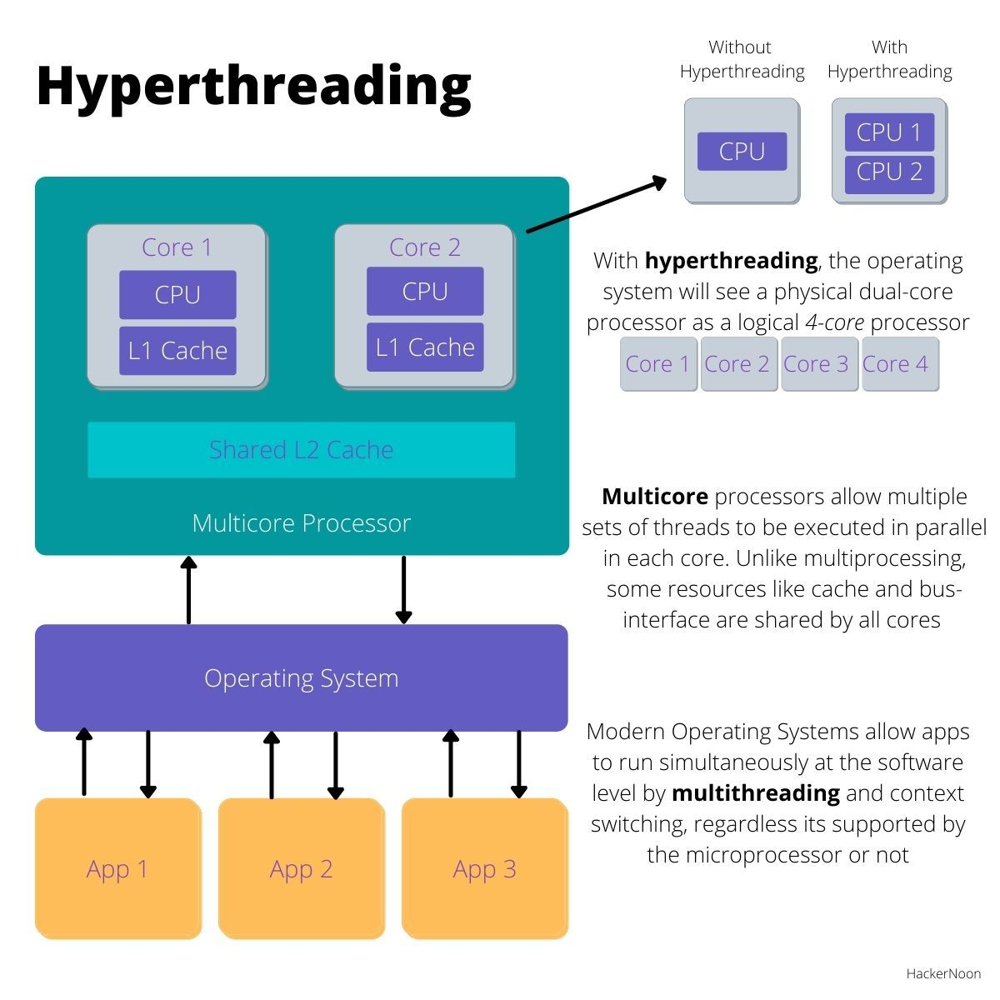 Hyperthreading
Without
Hyperthreading
With
Hyperthreading
CPU
CPU 1
CPU 2
Core 1
CPU
L1 Cache
Core 2
CPU
L1 Cache
Shared L2 Cache
Multicore Processor
With hyperthreading, the operating
system will see a physical dual-core
processor as a logical 4-core processor
Core 1
Core 2
Core 3
Core 4
Multicore processors allow multiple
sets of threads to be executed in parallel
in each core. Unlike multiprocessing,
some resources like cache and bus-
interface are shared by all cores
Operating System
Modern Operating Systems allow apps
to run simultaneously at the software
level by multithreading and context
switching, regardless its supported by
the microprocessor or not
App 1
App 2
App 3
HackerNoon